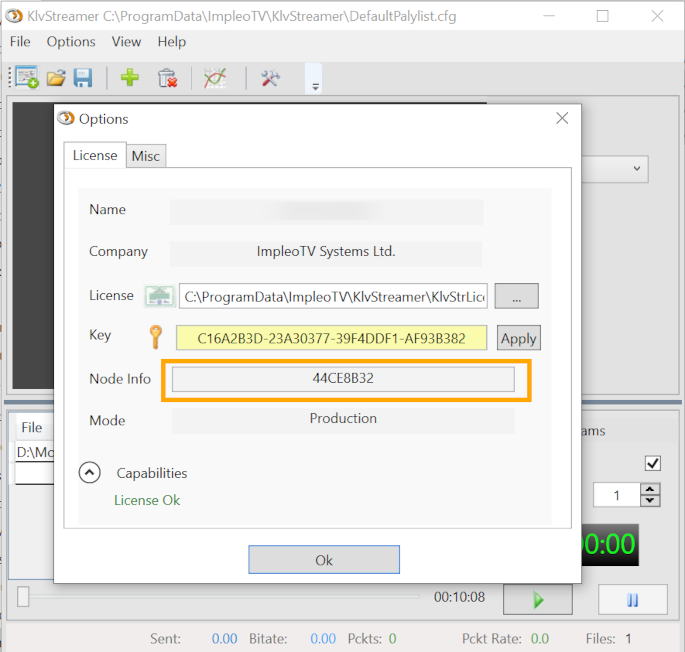 KlvStreamer C:\ProgramData\ImpleoTV\KlvStreamer\DefaultPalylist.cfg
File Options View Help
Options
License Misc
Name
Company ImpleoTV Systems Ltd.
License C:\ProgramData\ImpleoTV\KlvStreamer\KlvStrLic ...
Key C16A2B3D-23A30377-39F4DDF1-AF93B382 Apply
Node Info 44CE8B32
Mode Production
Capabilities
License Ok
Ok
File
D:\Mo
ams
1
00:00
00:10:08
Sent: 0.00 Bitate: 0.00 Pckts: 0 Pckt Rate: 0.0 Files: 1